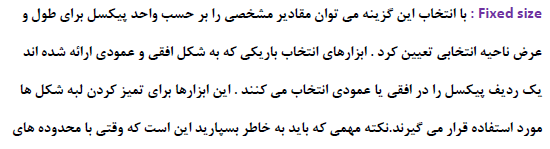 Fixed size : با انتخاب این گزینه می توان مقادیر مشخصی را بر حسب واحد پیکسل برای طول و
عرض ناحیه انتخابی تعیین کرد . ابزارهای انتخاب باریکی که به شکل افقی و عمودی ارائه شده اند
یک ردیف پیکسل را در افقی یا عمودی انتخاب می کنند . این ابزارها برای تمیز کردن لبه شکل ها
مورد استفاده قرار می گیرند.نکته مهمی که باید به خاطر بسپارید این است که وقتی با محدوده های